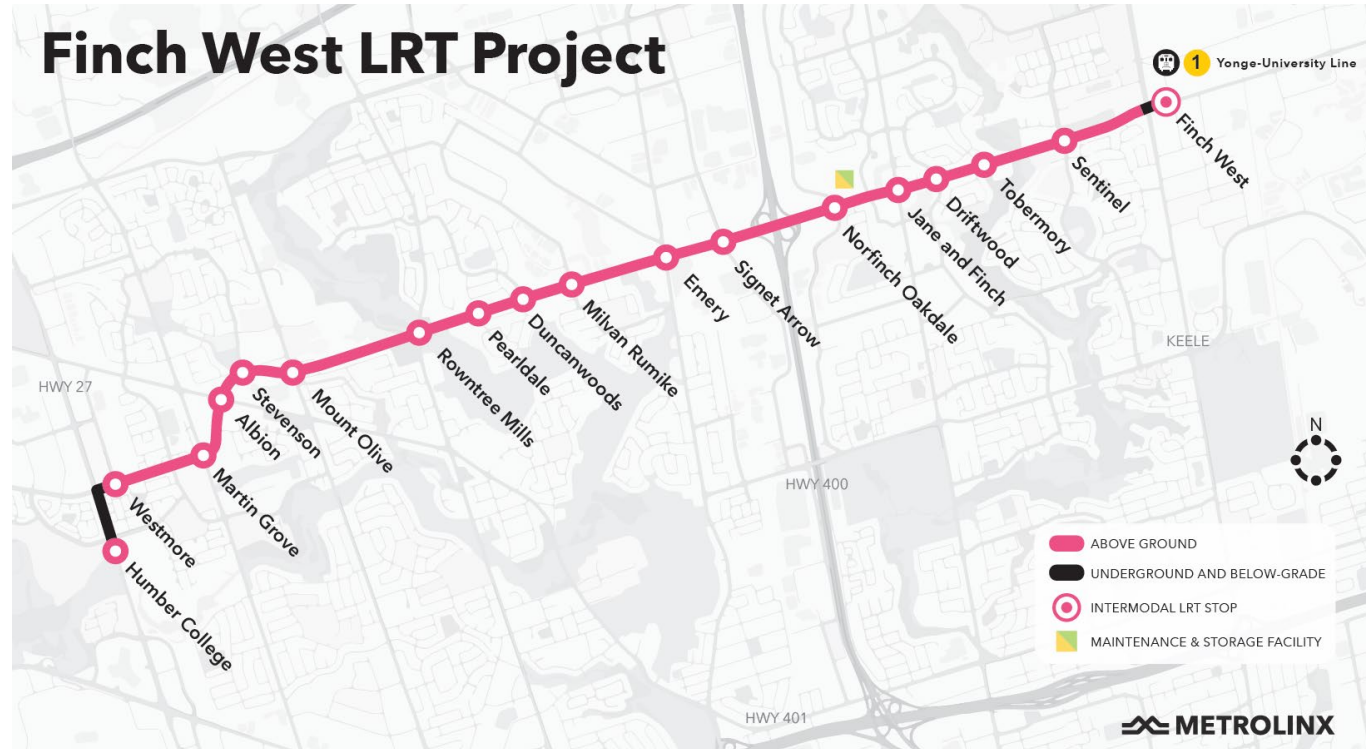 Finch West LRT Project
1 Yonge-University Line
Finch West
Sentinel
Tobermory
Driftwood
Jane and Finch
Norfinch Oakdale
Signet Arrow
Emery
Milvan Rumike
Duncanwoods
Pearldale
Rowntree Mills
Mount Olive
Stevenson
Albion
Martin Grove
Westmore
Humber College
HWY 27
KEELE
HWY 400
HWY 401
N
ABOVE GROUND
UNDERGROUND AND BELOW-GRADE
INTERMODAL LRT STOP
MAINTENANCE & STORAGE FACILITY
METROLINX